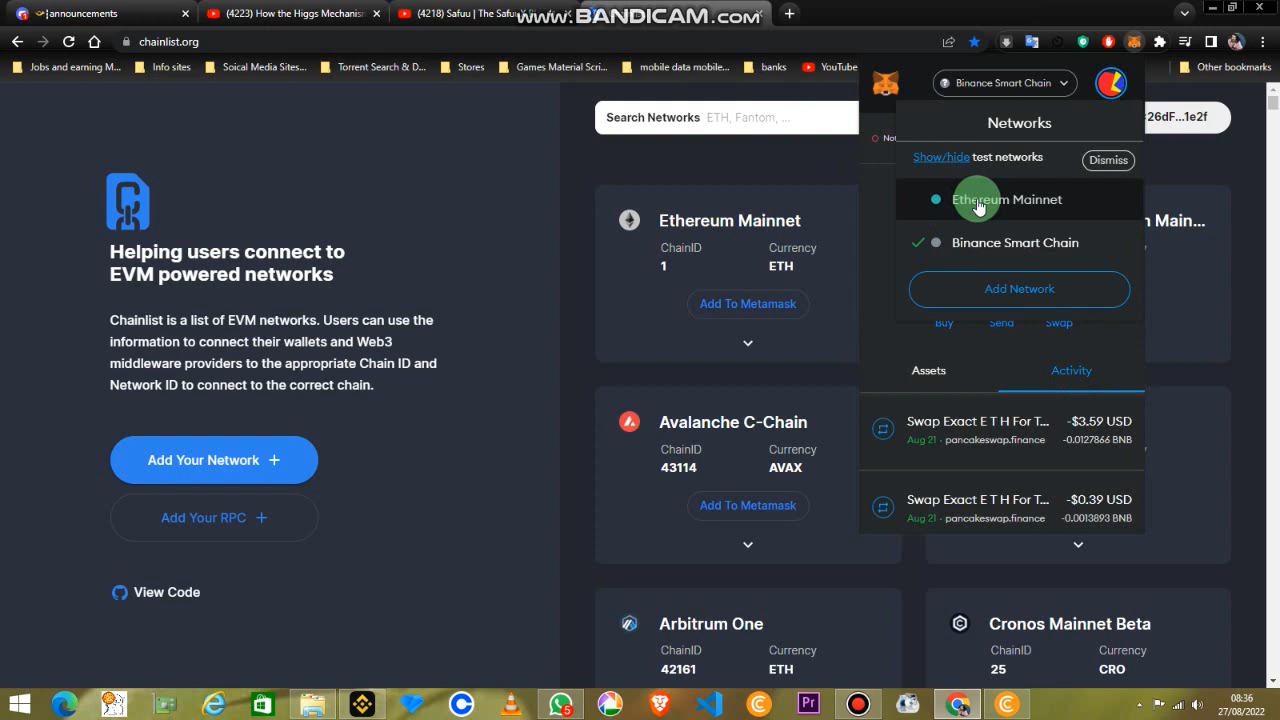 announcements
(4223) How the Higgs Mechanism
(4218) Safuu | The Safuu
www.BANDICAM.com
chainlist.org
Jobs and earning M...
Info sites
Soical Media Sites...
Torrent Search & D...
Stores
Games Material Scri...
mobile data mobile...
banks
YouTube
Other bookmarks
Helping users connect to
EVM powered networks
Chainlist is a list of EVM networks. Users can use the
information to connect their wallets and Web3
middleware providers to the appropriate Chain ID and
Network ID to connect to the correct chain.
Add Your Network +
Add Your RPC +
View Code
Search Networks ETH, Fantom, ...
26dF...1e2f
Ethereum Mainnet
ChainID Currency
1 ETH
Add To Metamask
Main...
Avalanche C-Chain
ChainID Currency
43114 AVAX
Add To Metamask
Arbitrum One
ChainID Currency
42161 ETH
Cronos Mainnet Beta
ChainID Currency
25 CRO
Binance Smart Chain
Networks
Show/hide test networks
Dismiss
Ethereum Mainnet
Binance Smart Chain
Add Network
Buy Send Swap
Assets Activity
Swap Exact E T H For T... -$3.59 USD
Aug 21 · pancakeswap.finance -0.0127866 BNB
Swap Exact E T H For T... -$0.39 USD
Aug 21 · pancakeswap.finance -0.0013893 BNB
5
Pr
08:36
27/08/2022